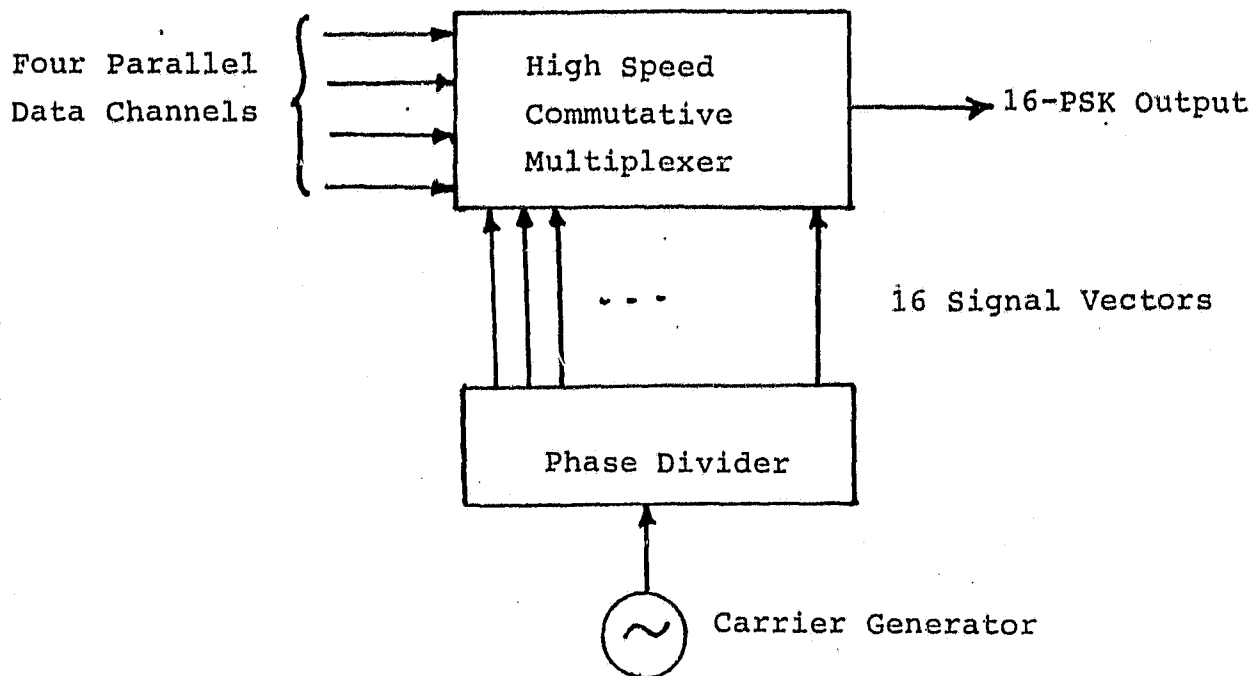 Four Parallel
Data Channels
High Speed
Commutative
Multiplexer
16-PSK Output
16 Signal Vectors
Phase Divider
Carrier Generator